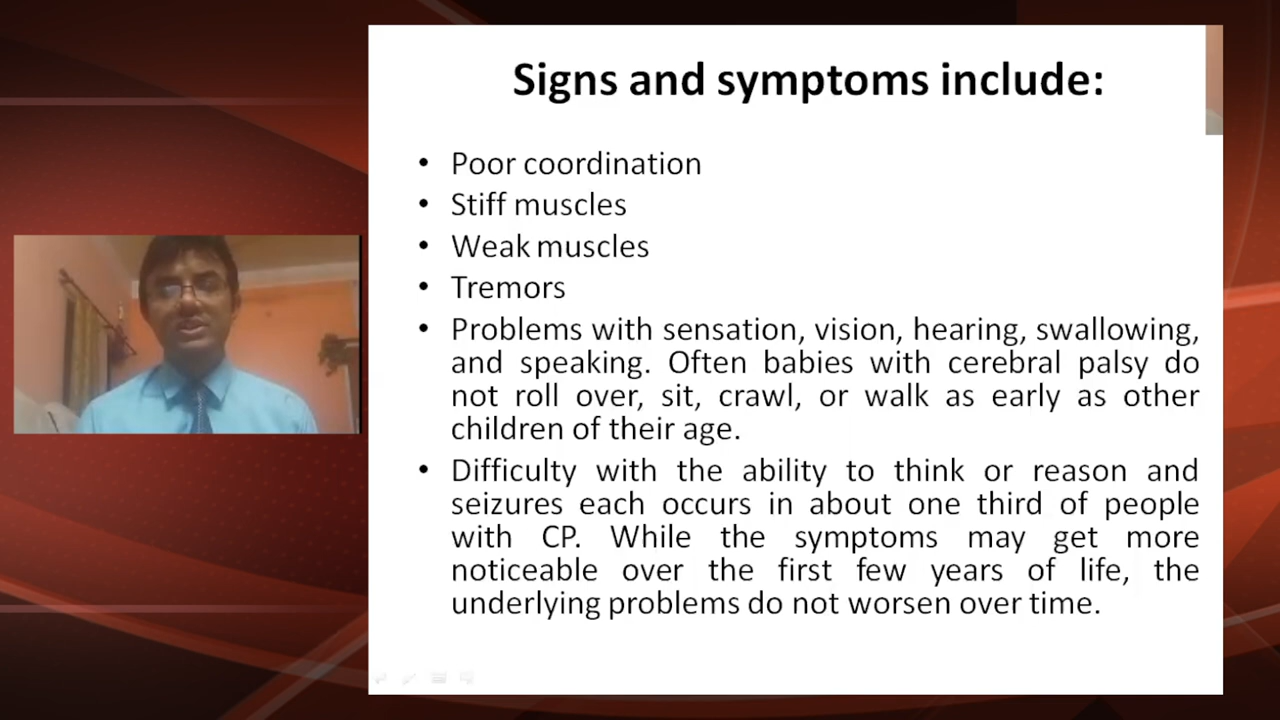 Signs and symptoms include:
• Poor coordination
• Stiff muscles
• Weak muscles
• Tremors
• Problems with sensation, vision, hearing, swallowing,
and speaking. Often babies with cerebral palsy do
not roll over, sit, crawl, or walk as early as other
children of their age.
• Difficulty with the ability to think or reason and
seizures each occurs in about one third of people
with CP. While the symptoms may get more
noticeable over the first few years of life, the
underlying problems do not worsen over time.